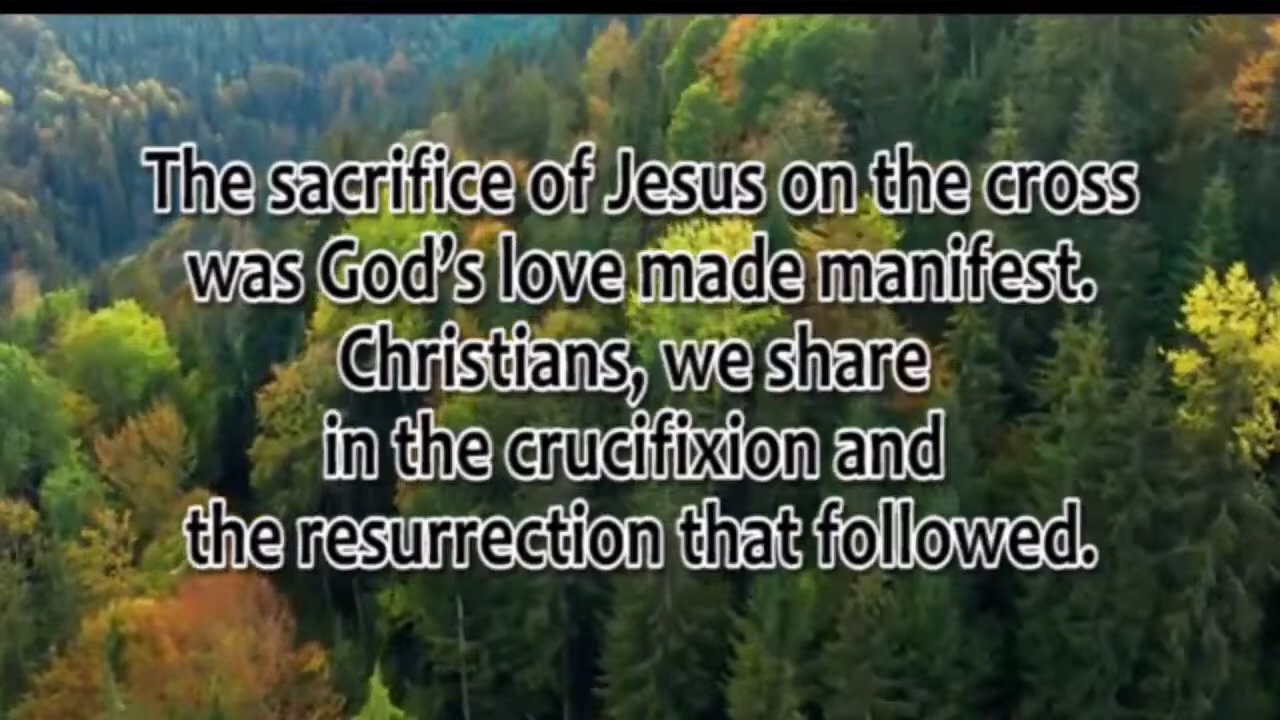 The sacrifice of Jesus on the cross
was God’s love made manifest.
Christians, we share
in the crucifixion and
the resurrection that followed.